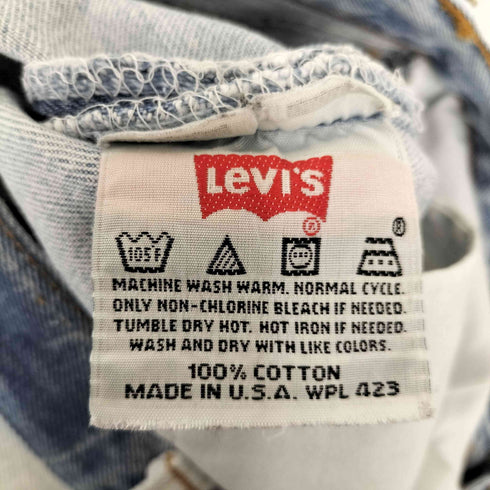 Levi's
®
®
105F
MACHINE WASH WARM. NORMAL CYCLE.
ONLY NON-CHLORINE BLEACH IF NEEDED.
TUMBLE DRY HOT. HOT IRON IF NEEDED.
WASH AND DRY WITH LIKE COLORS.
100% COTTON
MADE IN U.S.A. WPL 423